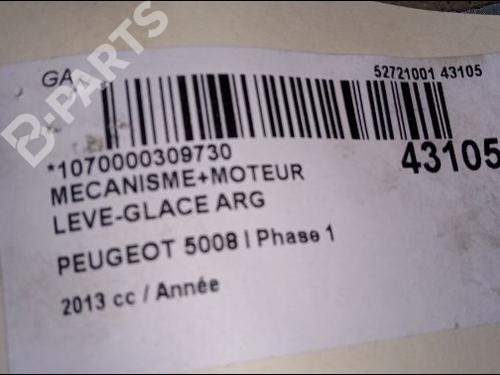 GA
52721001 43105
*1070000309730
43105
MECANISME+MOTEUR
LEVE-GLACE ARG
PEUGEOT 5008 I Phase 1
2013 cc / Année
B-PARTS